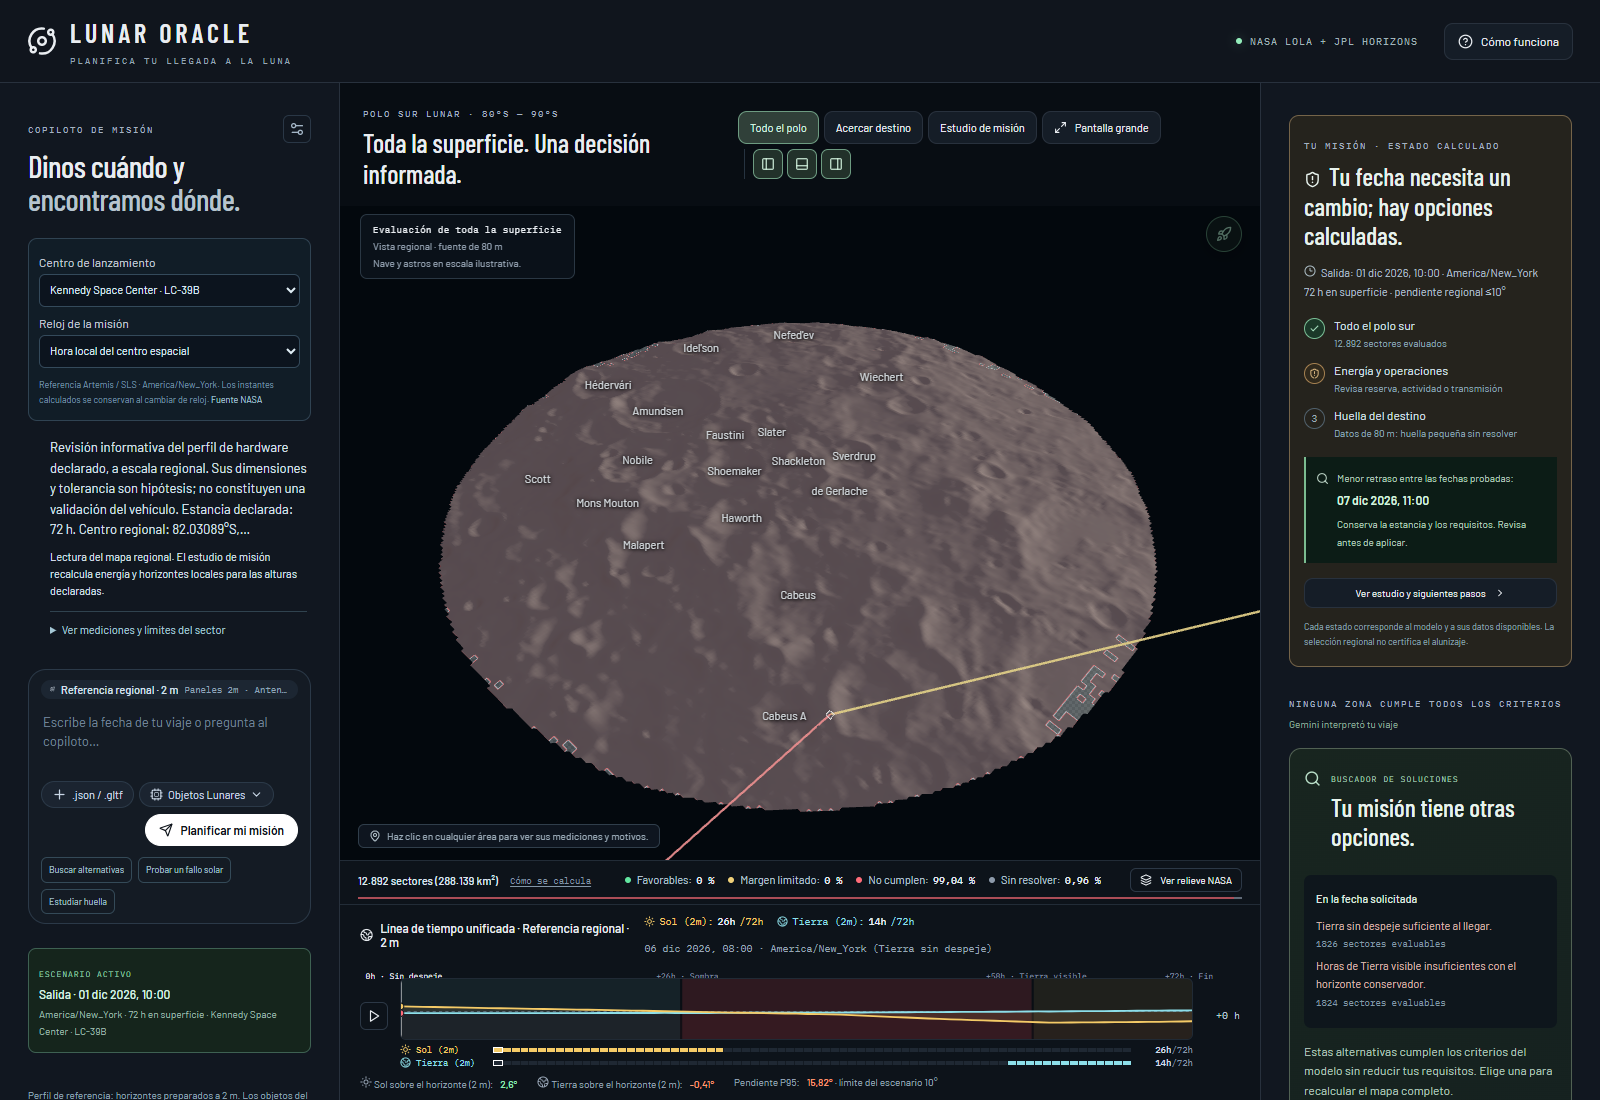 LUNAR ORACLE
PLANIFICA TU LLEGADA A LA LUNA
NASA LOLA + JPL HORIZONS
Cómo funciona
COPILOTO DE MISIÓN
Dinos cuándo y
encontramos dónde.
Centro de lanzamiento
Kennedy Space Center · LC-39B
Reloj de la misión
Hora local del centro espacial
Referencia Artemis / SLS · America/New_York. Los instantes
calculados se conservan al cambiar de reloj. Fuente NASA
Revisión informativa del perfil de hardware
declarado, a escala regional. Sus dimensiones
y tolerancia son hipótesis; no constituyen una
validación del vehículo. Estancia declarada:
72 h. Centro regional: 82.03089°S,...
Lectura del mapa regional. El estudio de misión
recalcula energía y horizontes locales para las alturas
declaradas.
Ver mediciones y límites del sector
# Referencia regional · 2 m Paneles 2m · Anten…
Escribe la fecha de tu viaje o pregunta al
copiloto...
.json / .gltf
Objetos Lunares
Planificar mi misión
Buscar alternativas
Probar un fallo solar
Estudiar huella
ESCENARIO ACTIVO
Salida · 01 dic 2026, 10:00
America/New_York · 72 h en superficie · Kennedy Space
Center · LC-39B
Perfil de referencia: horizontes preparados a 2 m. Los objetos del
POLO SUR LUNAR · 80°S — 90°S
Toda la superficie. Una decisión
informada.
Todo el polo
Acercar destino
Estudio de misión
Pantalla grande
Evaluación de toda la superficie
Vista regional · fuente de 80 m
Nave y astros en escala ilustrativa.
Nefed'ev
Idel'son
Wiechert
Hédervári
Amundsen
Faustini
Slater
Nobile
Shoemaker
Shackleton
Sverdrup
Scott
de Gerlache
Mons Mouton
Haworth
Malapert
Cabeus
Cabeus A
Haz clic en cualquier área para ver sus mediciones y motivos.
12.892 sectores (288.139 km²)
Cómo se calcula
Favorables: 0 %
Margen limitado: 0 %
No cumplen: 99,04 %
Sin resolver: 0,96 %
Ver relieve NASA
Línea de tiempo unificada · Referencia regional ·
2 m
Sol (2m): 26h /72h
Tierra (2m): 14h /72h
06 dic 2026, 08:00 · America/New_York (Tierra sin despeje)
0h · Sin despeje
+26h · Sombra
+58h · Tierra visible
+72h · Fin
+0 h
Sol (2m)
26h/72h
Tierra (2m)
14h/72h
Sol sobre el horizonte (2 m): 2,6°
Tierra sobre el horizonte (2 m): -0,41°
Pendiente P95: 15,82° · límite del escenario 10°
TU MISIÓN · ESTADO CALCULADO
Tu fecha necesita un
cambio; hay opciones
calculadas.
Salida: 01 dic 2026, 10:00 · America/New_York
72 h en superficie · pendiente regional ≤10°
Todo el polo sur
12.892 sectores evaluados
Energía y operaciones
Revisa reserva, actividad o transmisión
3
Huella del destino
Datos de 80 m: huella pequeña sin resolver
Menor retraso entre las fechas probadas:
07 dic 2026, 11:00
Conserva la estancia y los requisitos. Revisa
antes de aplicar.
Ver estudio y siguientes pasos
Cada estado corresponde al modelo y a sus datos disponibles. La
selección regional no certifica el alunizaje.
NINGUNA ZONA CUMPLE TODOS LOS CRITERIOS
Gemini interpretó tu viaje
BUSCADOR DE SOLUCIONES
Tu misión tiene otras
opciones.
En la fecha solicitada
Tierra sin despeje suficiente al llegar.
1826 sectores evaluables
Horas de Tierra visible insuficientes con el
horizonte conservador.
1824 sectores evaluables
Estas alternativas cumplen los criterios del
modelo sin reducir tus requisitos. Elige una para
recalcular el mapa completo.